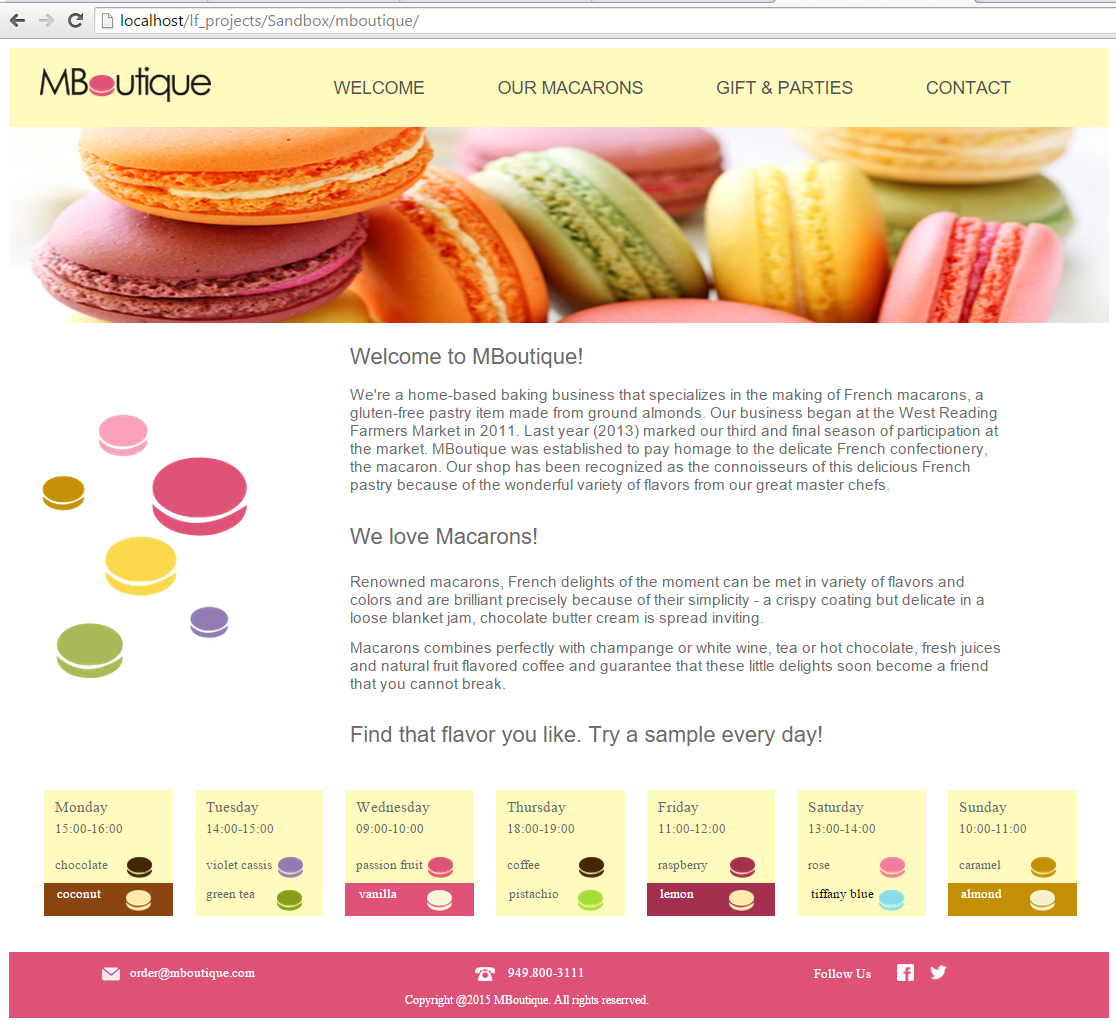 localhost/lf_projects/Sandbox/mboutique/
MBoutique
WELCOME OUR MACARONS GIFT & PARTIES CONTACT
Welcome to MBoutique!
We're a home-based baking business that specializes in the making of French macarons, a
gluten-free pastry item made from ground almonds. Our business began at the West Reading
Farmers Market in 2011. Last year (2013) marked our third and final season of participation at
the market. MBoutique was established to pay homage to the delicate French confectionery,
the macaron. Our shop has been recognized as the connoisseurs of this delicious French
pastry because of the wonderful variety of flavors from our great master chefs.
We love Macarons!
Renowned macarons, French delights of the moment can be met in variety of flavors and
colors and are brilliant precisely because of their simplicity - a crispy coating but delicate in a
loose blanket jam, chocolate butter cream is spread inviting.
Macarons combines perfectly with champange or white wine, tea or hot chocolate, fresh juices
and natural fruit flavored coffee and guarantee that these little delights soon become a friend
that you cannot break.
Find that flavor you like. Try a sample every day!
Monday
15:00-16:00
chocolate
coconut
Tuesday
14:00-15:00
violet cassis
green tea
Wednesday
09:00-10:00
passion fruit
vanilla
Thursday
18:00-19:00
coffee
pistachio
Friday
11:00-12:00
raspberry
lemon
Saturday
13:00-14:00
rose
tiffany blue
Sunday
10:00-11:00
caramel
almond
order@mboutique.com 949.800-3111 Follow Us
Copyright @2015 MBoutique. All rights reserrved.